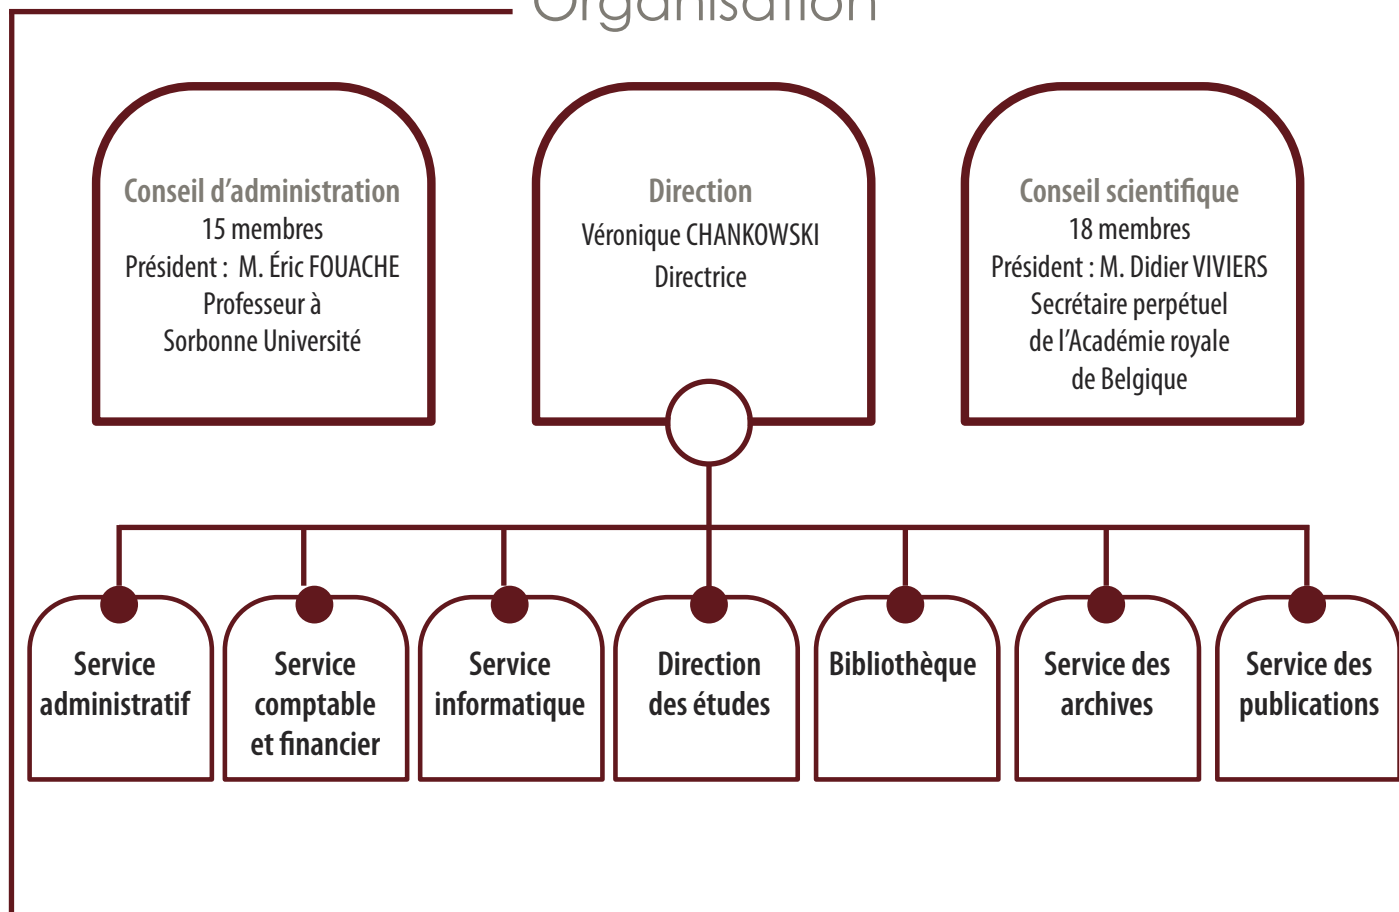 Organisation
Conseil d’administration
15 membres
Président :  M. Éric FOUACHE
Professeur à
Sorbonne Université
Direction
Véronique CHANKOWSKI
Directrice
Conseil scientifique
18 membres
Président : M. Didier VIVIERS
Secrétaire perpétuel
de l’Académie royale
de Belgique
Service
administratif
Service
comptable
et financier
Service
informatique
Direction
des études
Bibliothèque
Service des
archives
Service des
publications